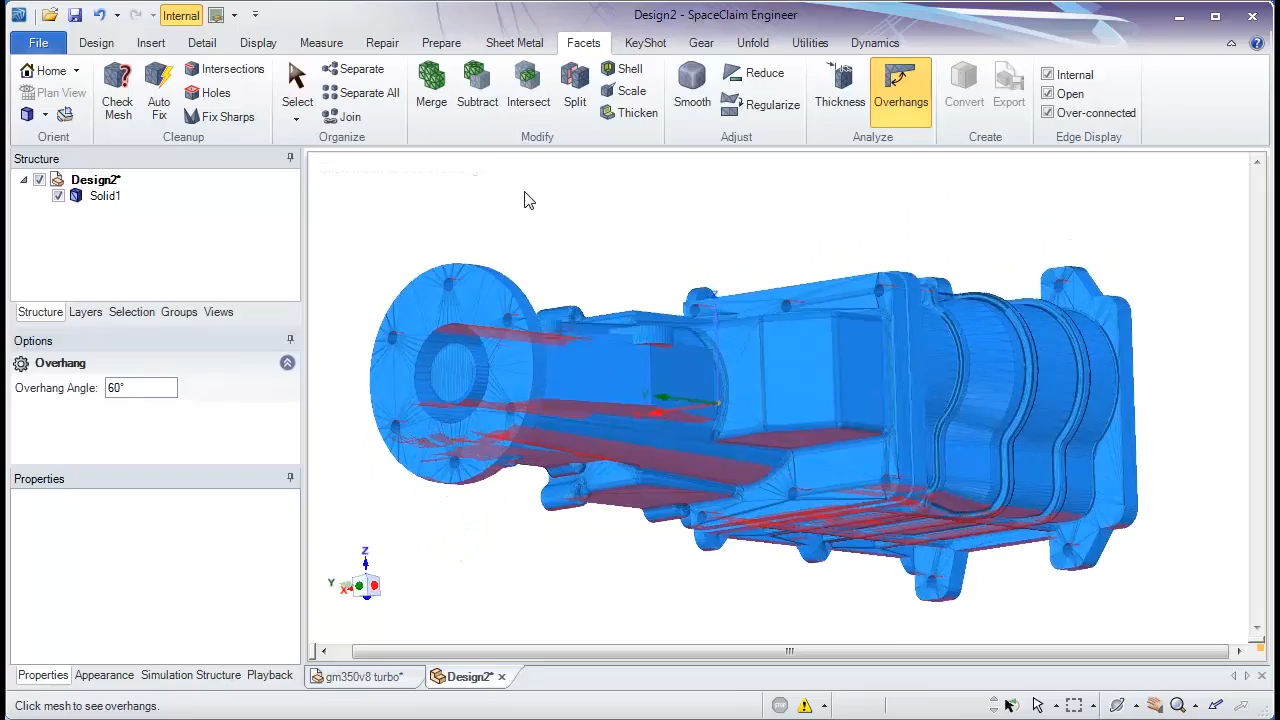 Internal
Design2 - SpaceClaim Engineer
File Design Insert Detail Display Measure Repair Prepare Sheet Metal Facets KeyShot Gear Unfold Utilities Dynamics
Home
Plan View
Orient
Check Mesh
Auto Fix
Intersections
Holes
Fix Sharps
Cleanup
Select
Separate
Separate All
Join
Organize
Merge
Subtract
Intersect
Split
Shell
Scale
Thicken
Modify
Smooth
Reduce
Regularize
Adjust
Thickness
Overhangs
Analyze
Convert
Export
Create
Internal
Open
Over-connected
Edge Display
Structure
Design2*
Solid1
Structure Layers Selection Groups Views
Options
Overhang
Overhang Angle: 60°
Properties
Z
Y
X
Y
Properties Appearance Simulation Structure Playback
gm350v8 turbo*
Design2*
Click mesh to see overhangs.